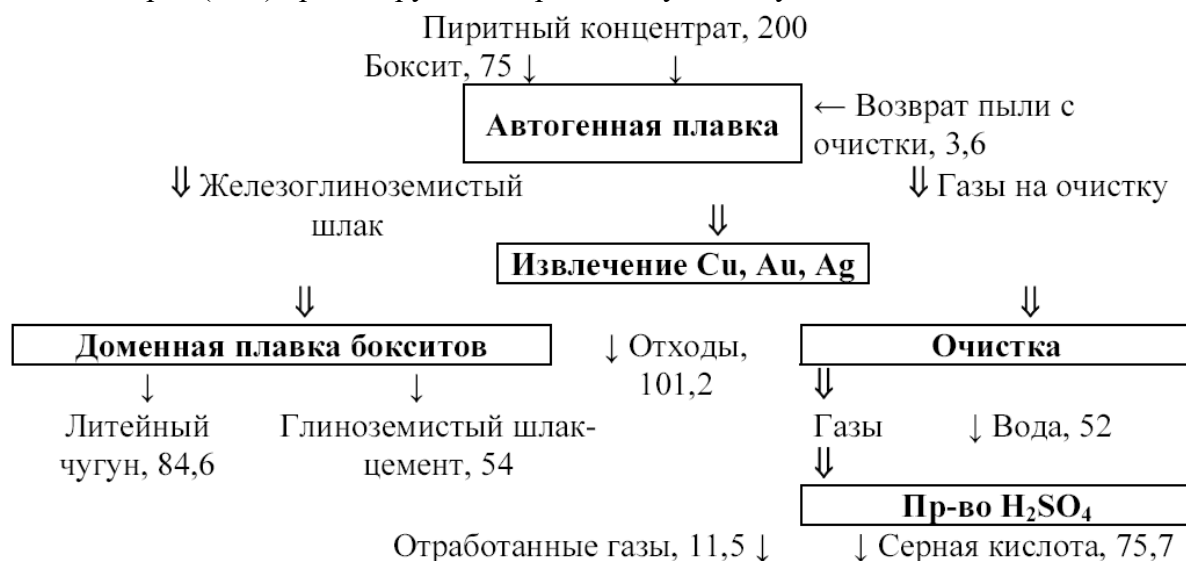 Пиритный концентрат, 200
Боксит, 75 ↓ ↓
Автогенная плавка
← Возврат пыли с
очистки, 3,6
⇓ Железоглиноземистый
шлак
⇓ Газы на очистку
⇓
Извлечение Cu, Au, Ag
⇓ ⇓
Доменная плавка бокситов
↓ Отходы,
101,2
Очистка
↓ ↓ ⇓
Литейный
чугун, 84,6
Глиноземистый шлак-
цемент, 54
Газы ↓ Вода, 52
⇓
Пр-во H₂SO₄
Отработанные газы, 11,5 ↓ ↓ Серная кислота, 75,7